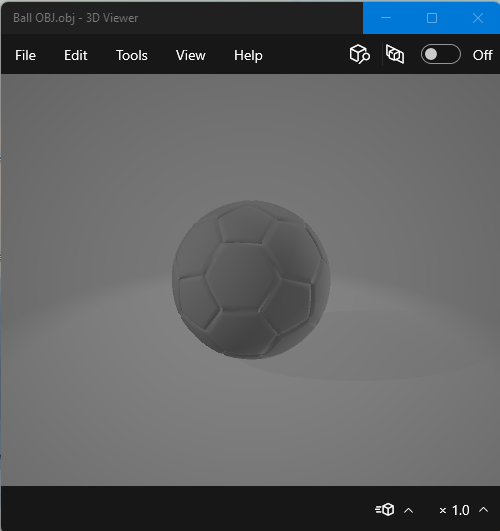 Ball OBJ.obj - 3D Viewer
File Edit Tools View Help Off
× 1.0